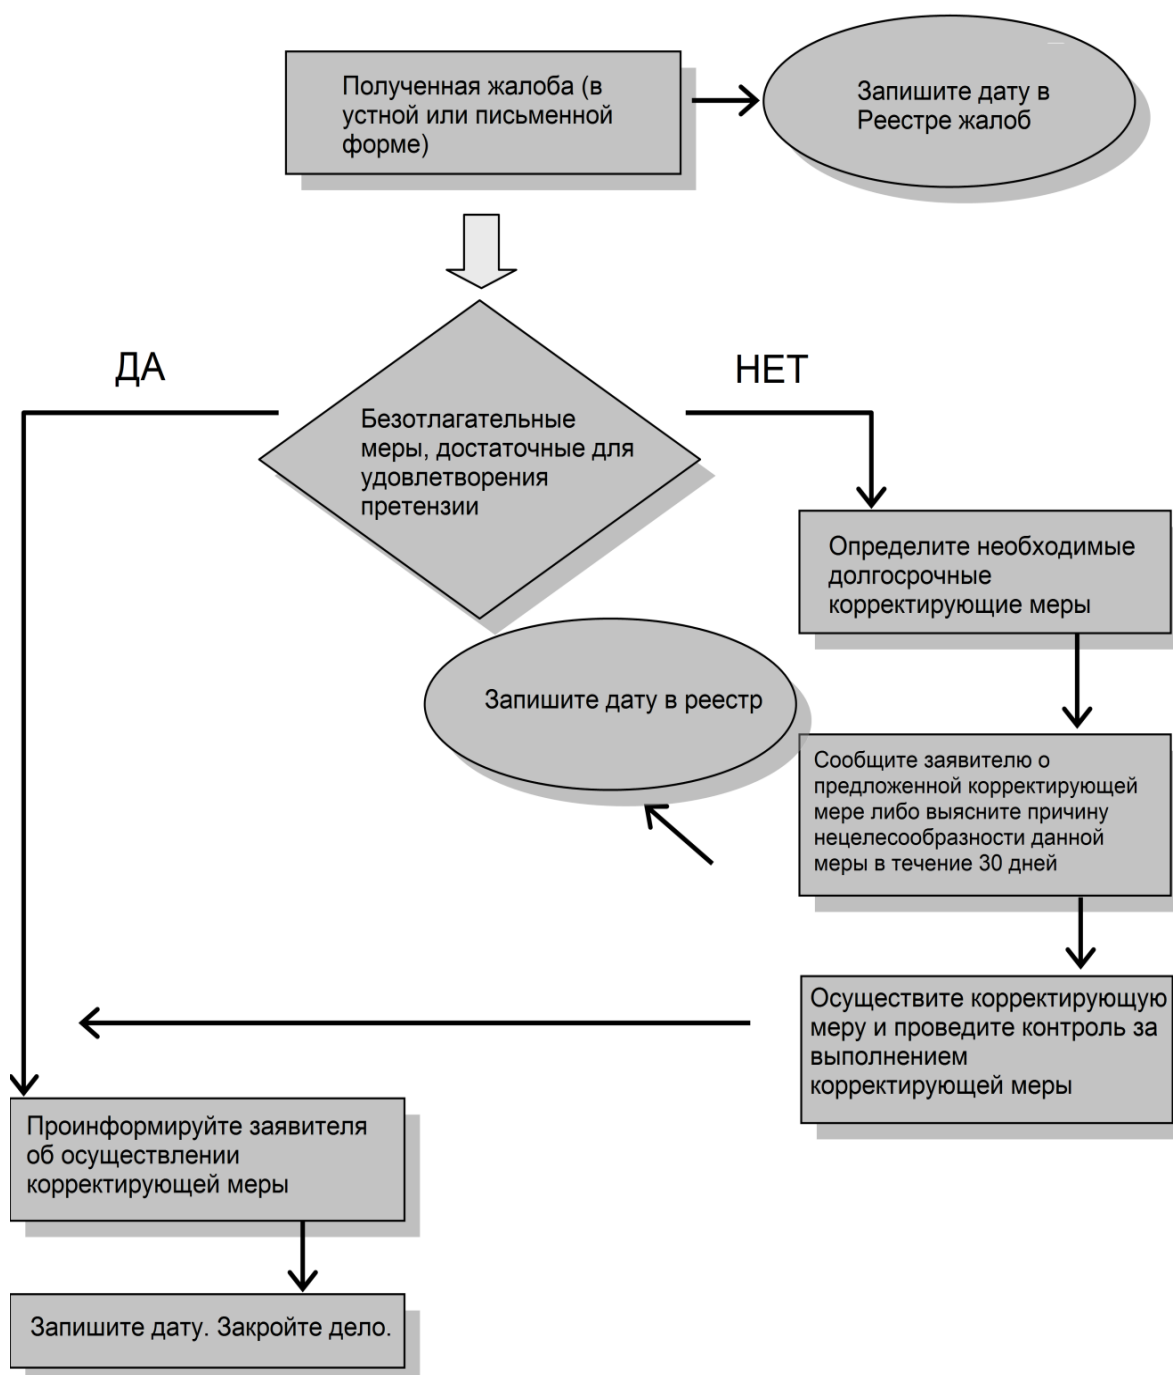 Полученная жалоба (в
устной или письменной
форме)
Запишите дату в
Реестре жалоб
ДА
НЕТ
Безотлагательные
меры, достаточные для
удовлетворения
претензии
Определите необходимые
долгосрочные
корректирующие меры
Запишите дату в реестр
Сообщите заявителю о
предложенной корректирующей
мере либо выясните причину
нецелесообразности данной
меры в течение 30 дней
Осуществите корректирующую
меру и проведите контроль за
выполнением
корректирующей меры
Проинформируйте заявителя
об осуществлении
корректирующей меры
Запишите дату. Закройте дело.